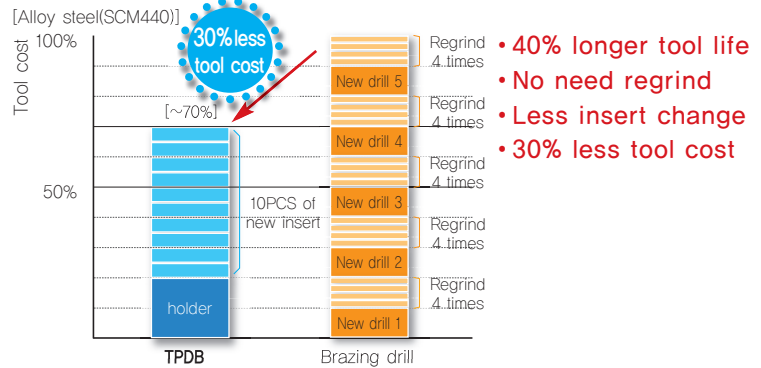 [Alloy steel(SCM440)]
Tool cost
100%
50%
30% less
tool cost
[~70%]
10PCS of
new insert
holder
TPDB
Regrind
4 times
New drill 5
Regrind
4 times
New drill 4
Regrind
4 times
New drill 3
Regrind
4 times
New drill 2
Regrind
4 times
New drill 1
Brazing drill
• 40% longer tool life
• No need regrind
• Less insert change
• 30% less tool cost